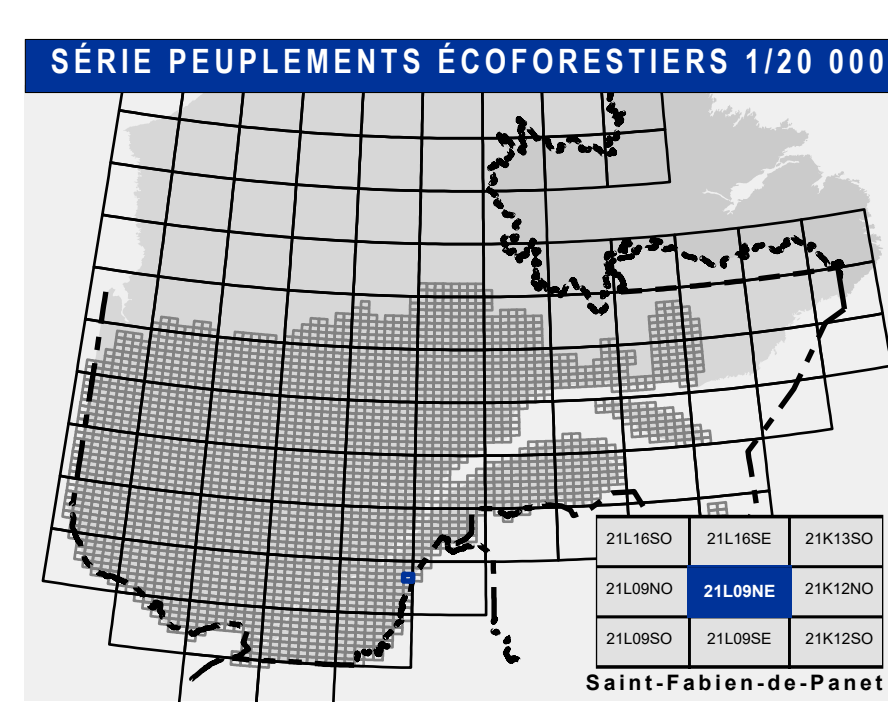 SÉRIE PEUPLEMENTS ÉCOFORESTIERS 1/20 000
21L16SO 21L16SE 21K13SO
21L09NO 21L09NE 21K12NO
21L09SO 21L09SE 21K12SO
Saint-Fabien-de-Panet